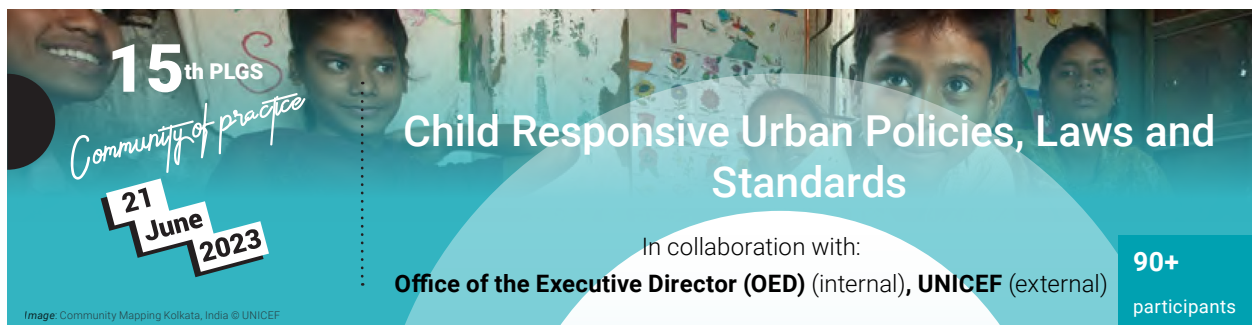 15th PLGS
Community of practice
21
June
2023
Child Responsive Urban Policies, Laws and
Standards
In collaboration with:
Office of the Executive Director (OED) (internal), UNICEF (external)
90+
participants
Image: Community Mapping Kolkata, India © UNICEF
S
F
k